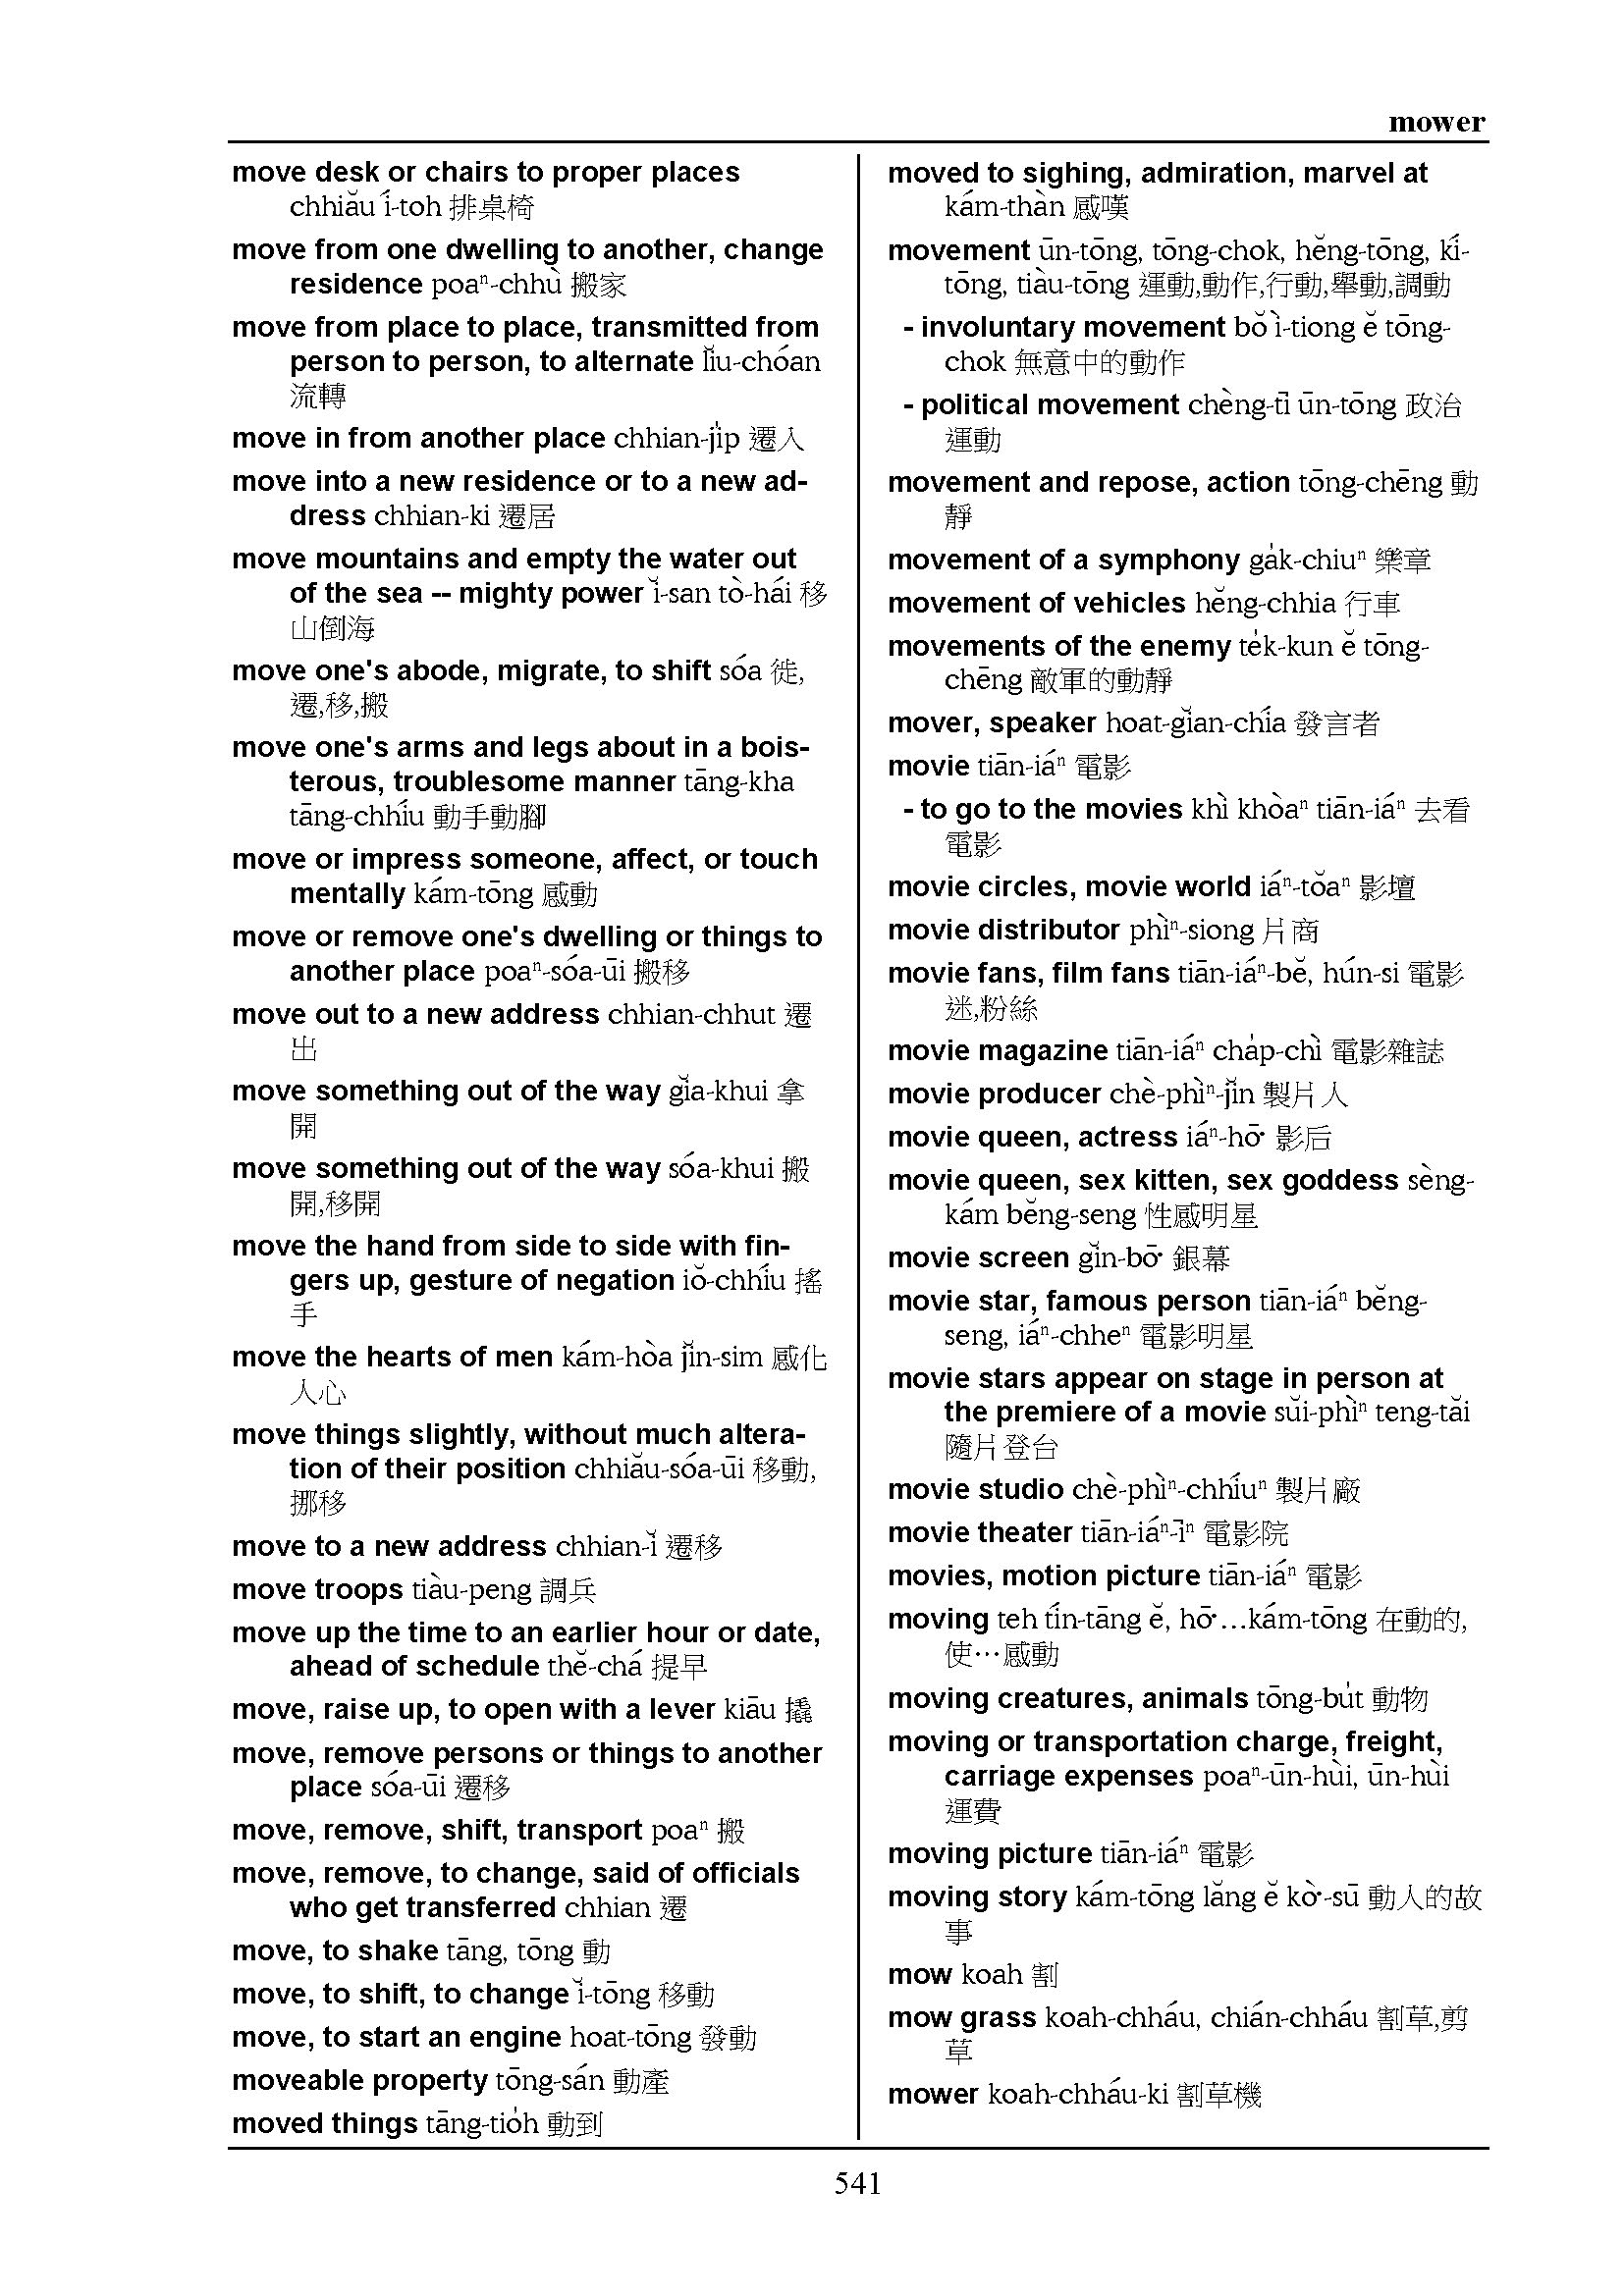 mower
move desk or chairs to proper places
chhiău í-toh 排桌椅
move from one dwelling to another, change
residence poaⁿ-chhù 搬家
move from place to place, transmitted from
person to person, to alternate lĭu-chóan
流轉
move in from another place chhian-ji̍p 遷入
move into a new residence or to a new ad-
dress chhian-ki 遷居
move mountains and empty the water out
of the sea -- mighty power ĭ-san tò-hái 移
山倒海
move one's abode, migrate, to shift sóa 徙,
遷,移,搬
move one's arms and legs about in a bois-
terous, troublesome manner tāng-kha
tāng-chhíu 動手動腳
move or impress someone, affect, or touch
mentally kám-tōng 感動
move or remove one's dwelling or things to
another place poaⁿ-sóa-ūi 搬移
move out to a new address chhian-chhut 遷
出
move something out of the way gĭa-khui 拿
開
move something out of the way sóa-khui 搬
開,移開
move the hand from side to side with fin-
gers up, gesture of negation iŏ-chhíu 搖
手
move the hearts of men kám-hòa jĭn-sim 感化
人心
move things slightly, without much altera-
tion of their position chhiău-sóa-ūi 移動,
挪移
move to a new address chhian-ĭ 遷移
move troops tiàu-peng 調兵
move up the time to an earlier hour or date,
ahead of schedule thĕ-chá 提早
move, raise up, to open with a lever kiāu 撬
move, remove persons or things to another
place sóa-ūi 遷移
move, remove, shift, transport poaⁿ 搬
move, remove, to change, said of officials
who get transferred chhian 遷
move, to shake tāng, tōng 動
move, to shift, to change ĭ-tōng 移動
move, to start an engine hoat-tōng 發動
moveable property tōng-sán 動產
moved things tāng-tio̍h 動到
moved to sighing, admiration, marvel at
kám-thàn 感嘆
movement ūn-tōng, tōng-chok, hĕng-tōng, kí-
tōng, tiàu-tōng 運動,動作,行動,舉動,調動
- involuntary movement bŏ ì-tiong ĕ tōng-
chok 無意中的動作
- political movement chèng-tī ūn-tōng 政治
運動
movement and repose, action tōng-chēng 動
靜
movement of a symphony ga̍k-chiuⁿ 樂章
movement of vehicles hĕng-chhia 行車
movements of the enemy te̍k-kun ĕ tōng-
chēng 敵軍的動靜
mover, speaker hoat-gĭan-chía 發言者
movie tiān-iáⁿ 電影
- to go to the movies khì khòaⁿ tiān-iáⁿ 去看
電影
movie circles, movie world iáⁿ-tŏaⁿ 影壇
movie distributor phìⁿ-siong 片商
movie fans, film fans tiān-iáⁿ-bĕ, hún-si 電影
迷,粉絲
movie magazine tiān-iáⁿ cha̍p-chì 電影雜誌
movie producer chè-phìⁿ-jĭn 製片人
movie queen, actress iáⁿ-hō͘ 影后
movie queen, sex kitten, sex goddess sèng-
kám bĕng-seng 性感明星
movie screen gĭn-bō͘ 銀幕
movie star, famous person tiān-iáⁿ bĕng-
seng, iáⁿ-chheⁿ 電影明星
movie stars appear on stage in person at
the premiere of a movie sŭi-phìⁿ teng-tăi
隨片登台
movie studio chè-phìⁿ-chhíuⁿ 製片廠
movie theater tiān-iáⁿ-īⁿ 電影院
movies, motion picture tiān-iáⁿ 電影
moving teh tín-tāng ĕ, hō͘…kám-tōng 在動的,
使…感動
moving creatures, animals tōng-bu̍t 動物
moving or transportation charge, freight,
carriage expenses poaⁿ-ūn-hùi, ūn-hùi
運費
moving picture tiān-iáⁿ 電影
moving story kám-tōng lăng ĕ kò͘-sū 動人的故
事
mow koah 割
mow grass koah-chháu, chián-chháu 割草,剪
草
mower koah-chháu-ki 割草機
541